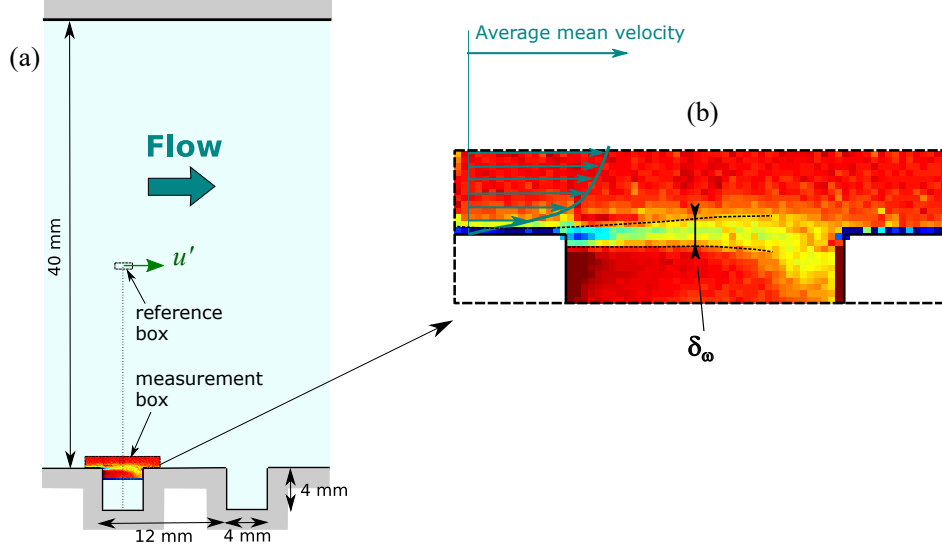 (a)
40 mm
Flow
u′
reference
box
measurement
box
12 mm
4 mm
4 mm
Average mean velocity
(b)
δω